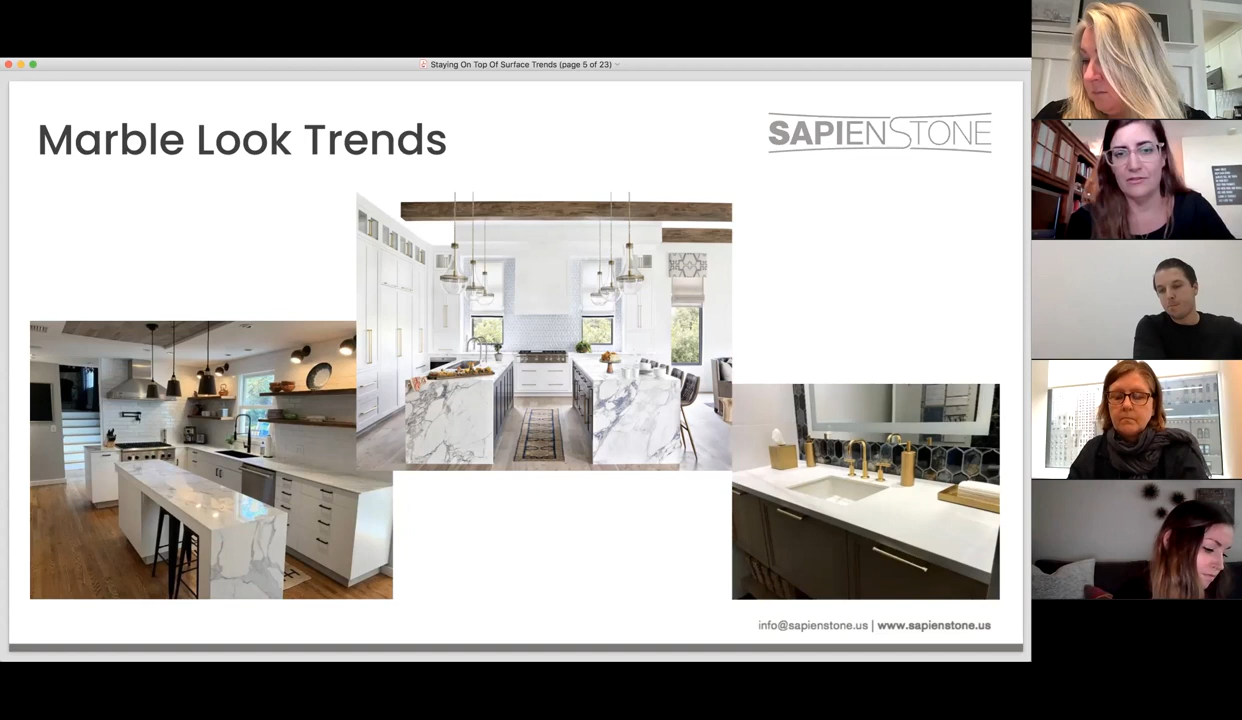 Staying On Top Of Surface Trends (page 5 of 23)
Marble Look Trends
SAPIENSTONE
info@sapienstone.us | www.sapienstone.us